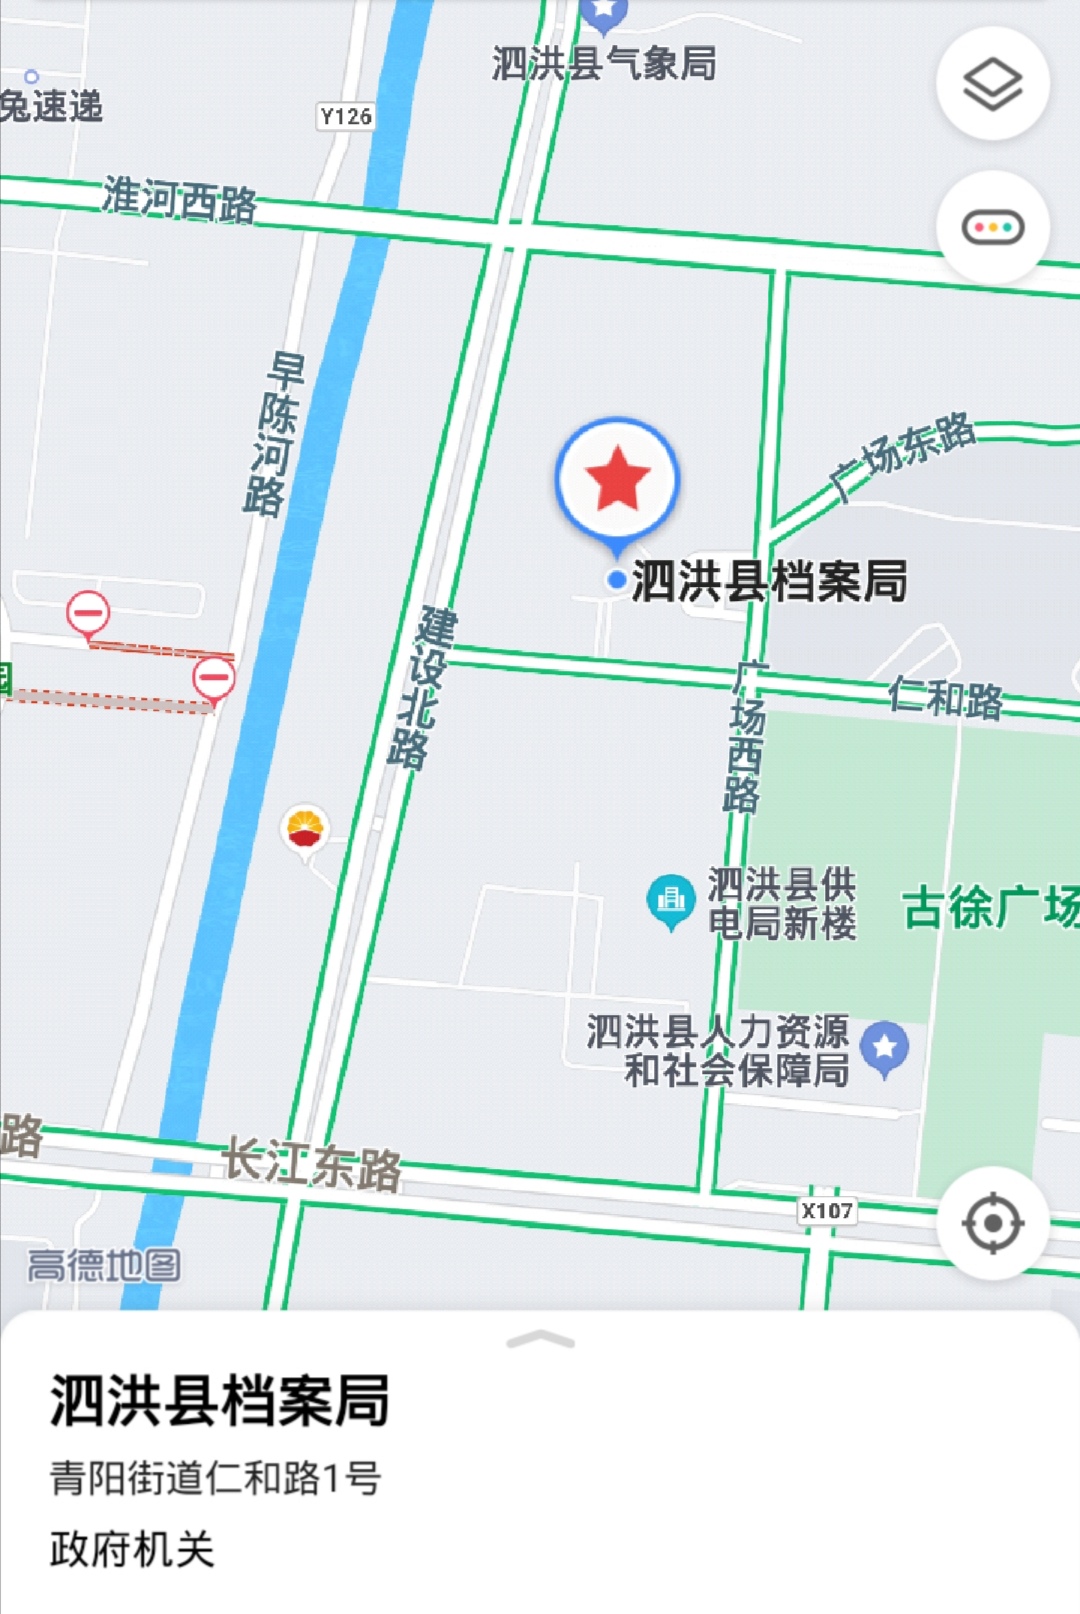 泗洪县气象局
兔速递
Y126
淮河西路
早陈河路
广场东路
泗洪县档案局
建设北路
广场西路
仁和路
园
泗洪县供
电局新楼
古徐广场
泗洪县人力资源
和社会保障局
路
长江东路
X107
高德地图
泗洪县档案局
青阳街道仁和路1号
政府机关